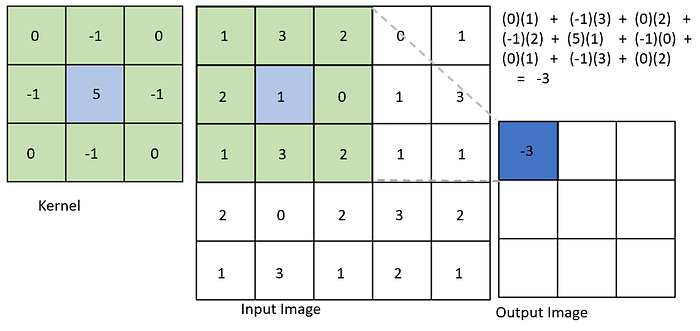 0 -1 0
-1 5 -1
0 -1 0
Kernel
1 3 2 0 1
2 1 0 1 3
1 3 2 1 1
2 0 2 3 2
1 3 1 2 1
Input Image
(0)(1) + (-1)(3) + (0)(2) +
(-1)(2) + (5)(1) + (-1)(0) +
(0)(1) + (-1)(3) + (0)(2)
= -3
-3
Output Image